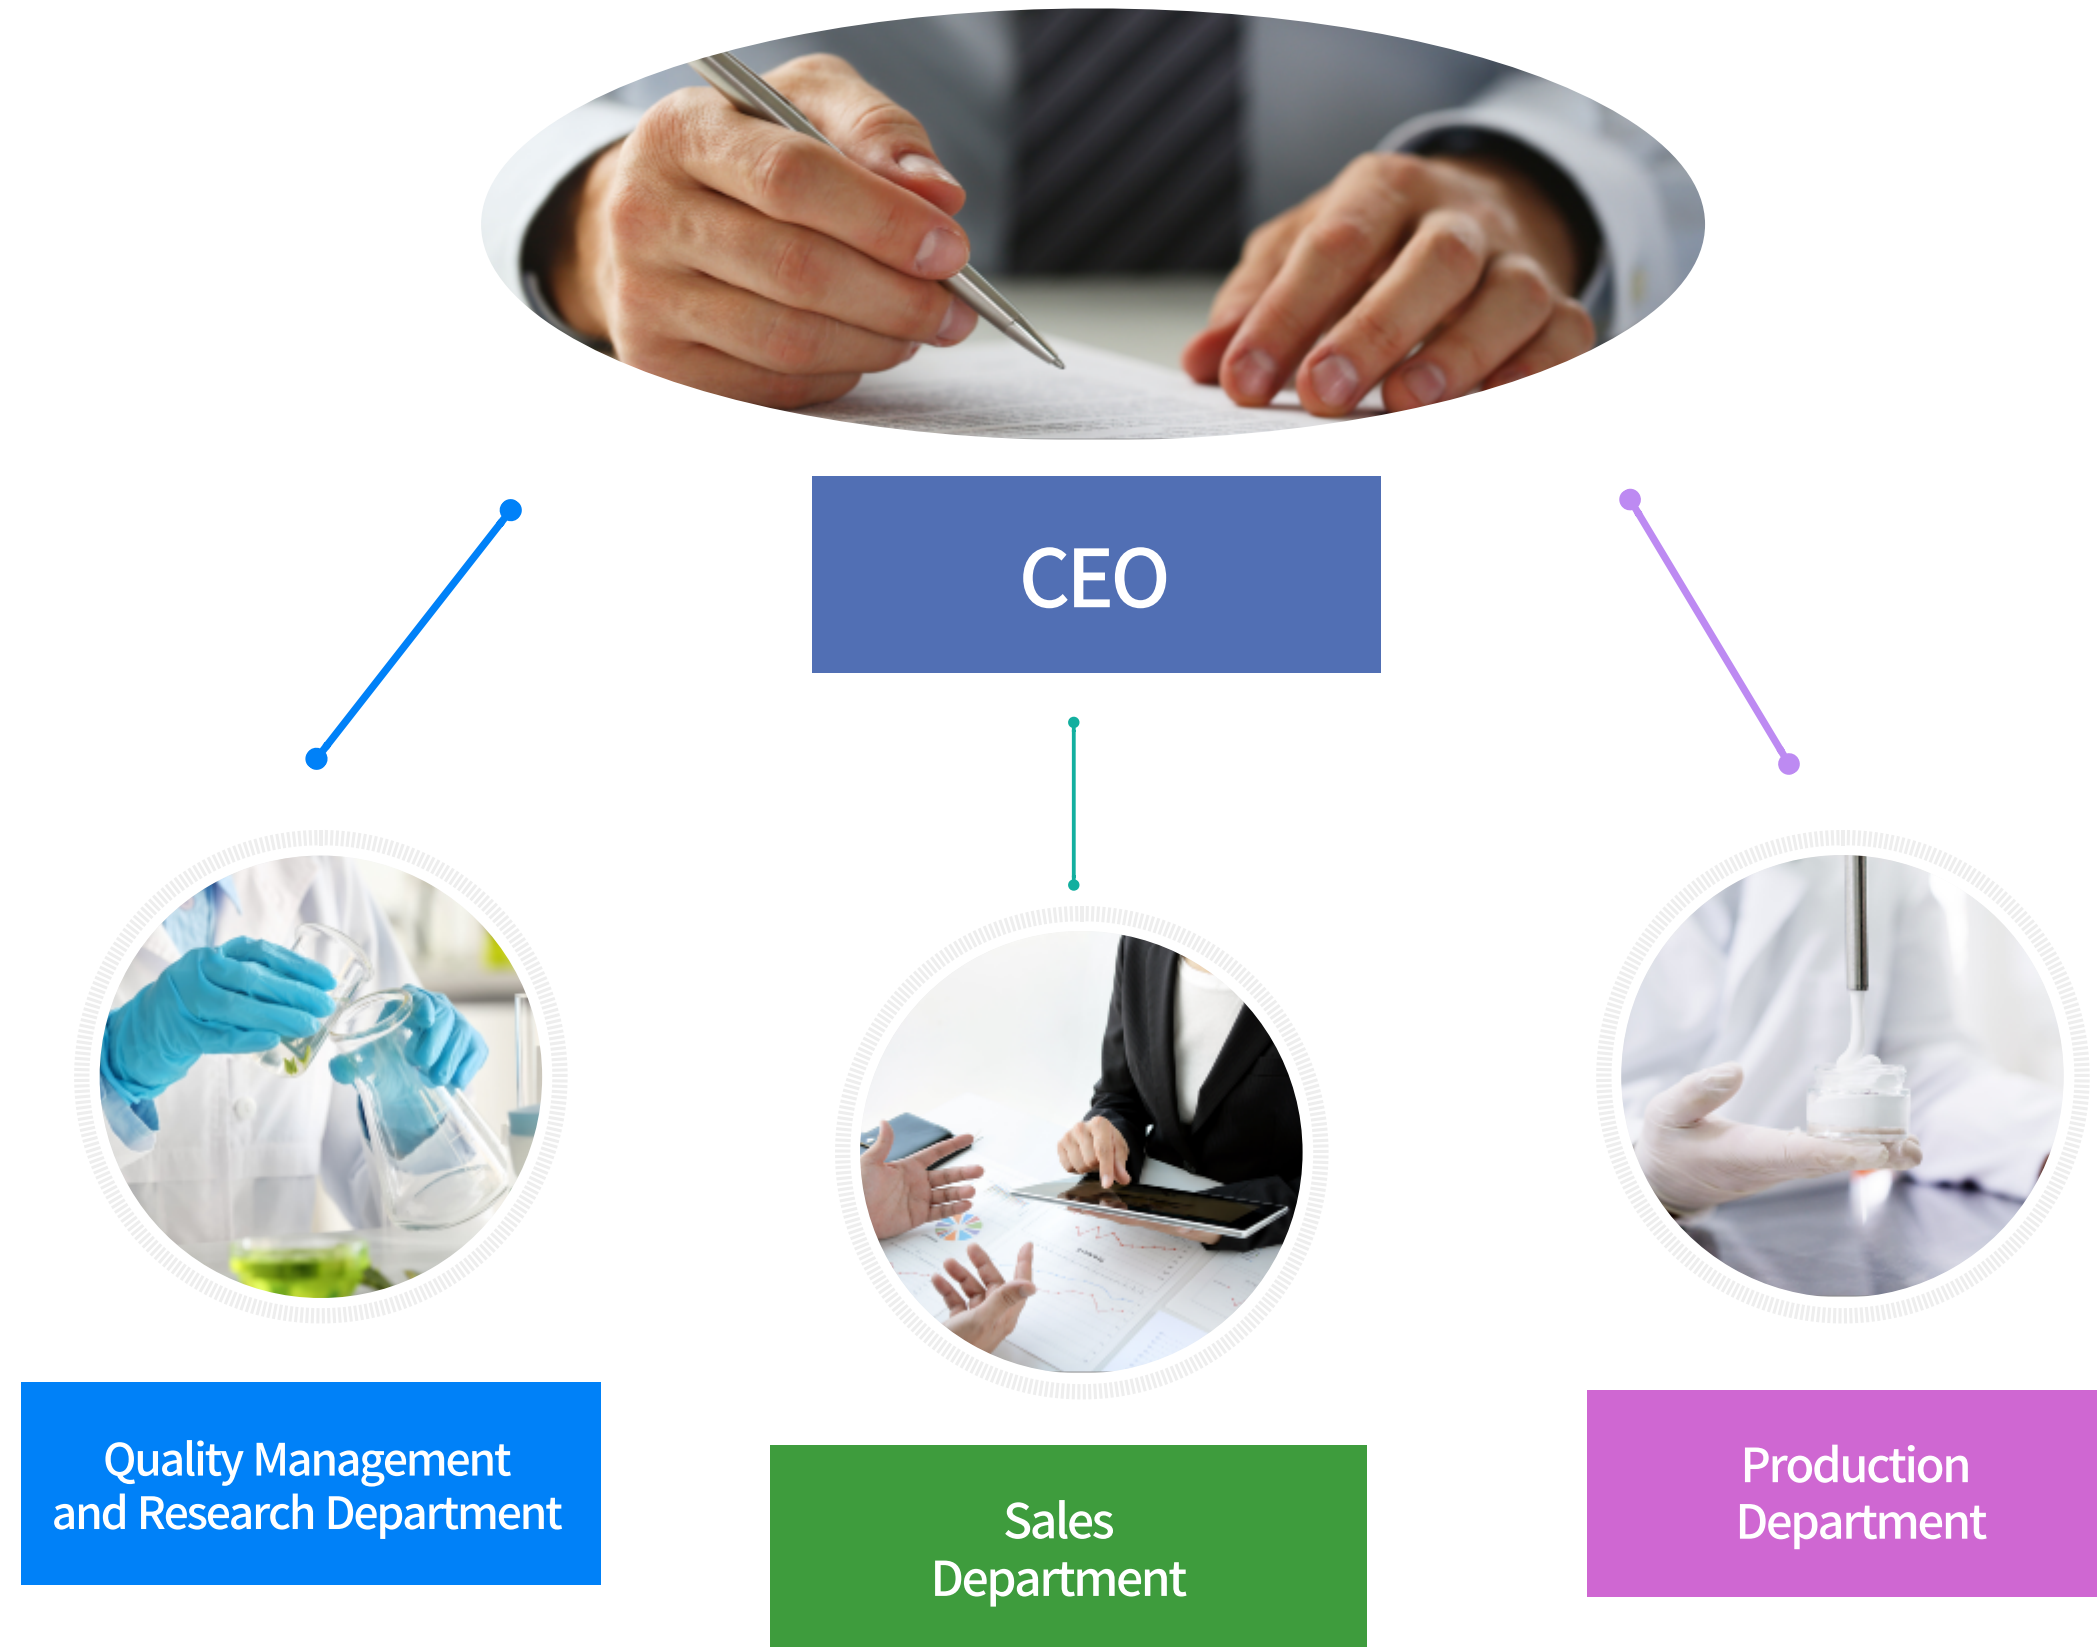 CEO
Quality Management
and Research Department
Sales
Department
Production
Department